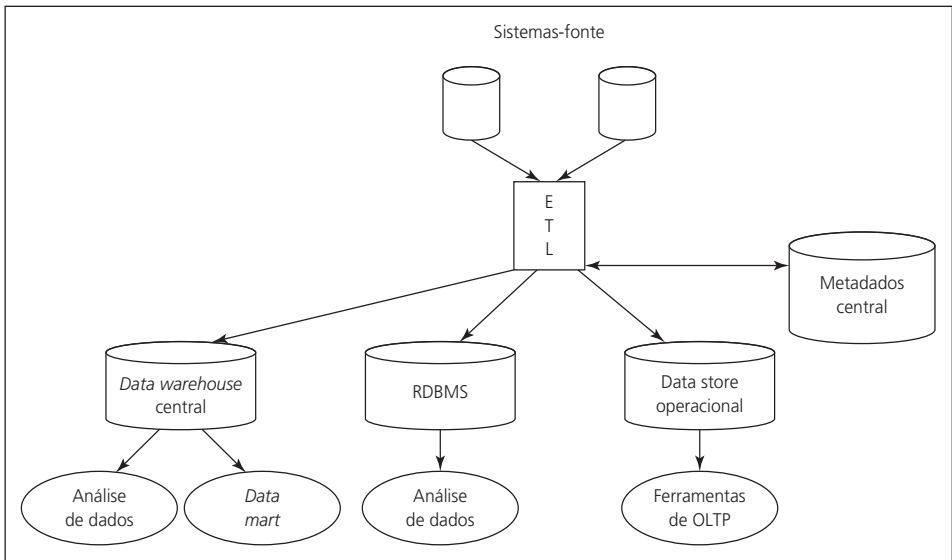 Sistemas-fonte
E
T
L
Metadados
central
Data warehouse
central
RDBMS
Data store
operacional
Análise
de dados
Data
mart
Análise
de dados
Ferramentas
de OLTP